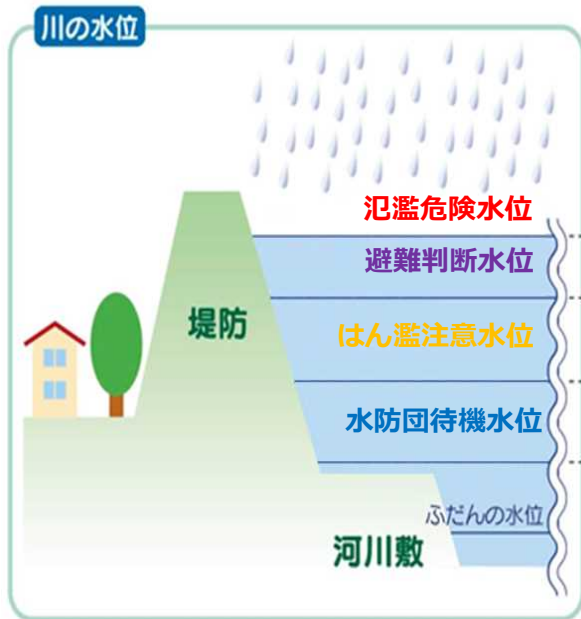 川の水位
氾濫危険水位
避難判断水位
堤防
はん濫注意水位
水防団待機水位
ふだんの水位
河川敷